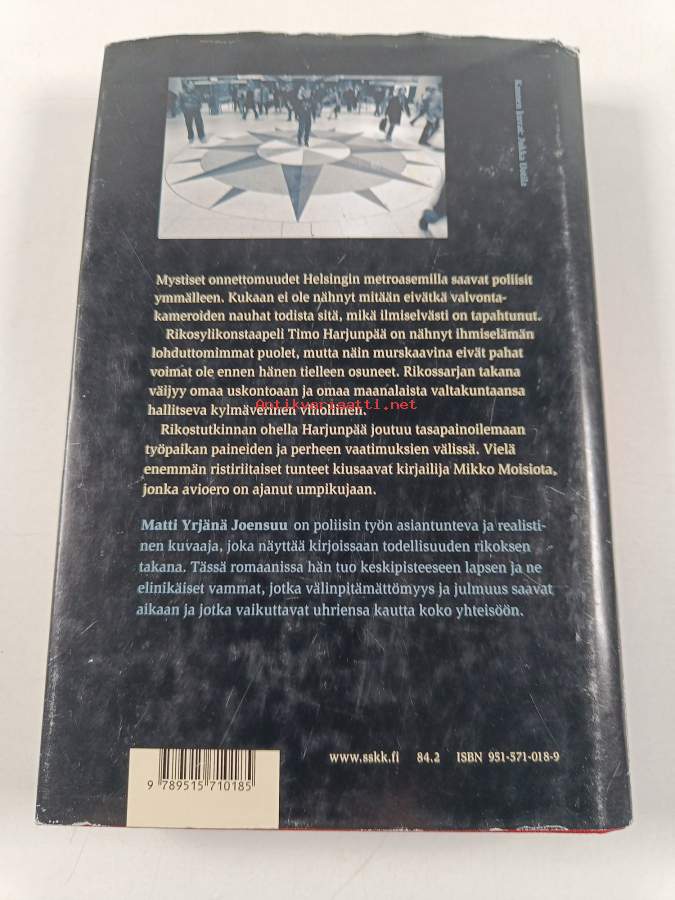 Kannen kuvat: Jukka Uotila
Mystiset onnettomuudet Helsingin metroasemilla saavat poliisit
ymmälleen. Kukaan ei ole nähnyt mitään eivätkä valvonta-
kameroiden nauhat todista sitä, mikä ilmiselvästi on tapahtunut.
Rikosylikonstaapeli Timo Harjunpää on nähnyt ihmiselämän
lohduttomimmat puolet, mutta näin murskaavina eivät pahat
voimat ole ennen hänen tielleen osuneet. Rikossarjan takana
väijyy omaa uskontoaan ja omaa maanalaista valtakuntaansa
Antikvariaatti.net
hallitseva kylmäverinen vihollinen.
Rikostutkinnan ohella Harjunpää joutuu tasapainoilemaan
työpaikan paineiden ja perheen vaatimuksien välissä. Vielä
enemmän ristiriitaiset tunteet kiusaavat kirjailija Mikko Moisiota,
jonka avioero on ajanut umpikujaan.
Matti Yrjänä Joensuu on poliisin työn asiantunteva ja realisti-
nen kuvaaja, joka näyttää kirjoissaan todellisuuden rikoksen
takana. Tässä romaanissa hän tuo keskipisteeseen lapsen ja ne
elinikäiset vammat, jotka välinpitämättömyys ja julmuus saavat
aikaan ja jotka vaikuttavat uhriensa kautta koko yhteisöön.
www.sskk.fi 84.2 ISBN 951-571-018-9
9 789515 710185